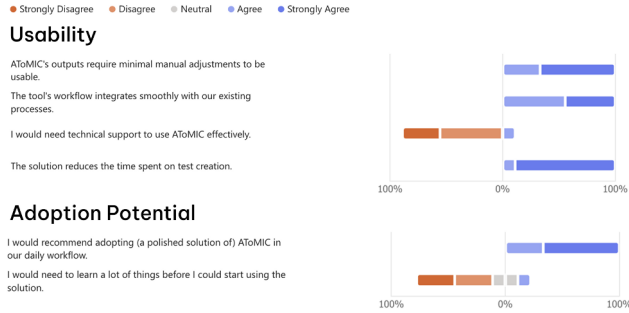 Strongly Disagree Disagree Neutral Agree Strongly Agree
Usability
AToMIC's outputs require minimal manual adjustments to be
usable.
The tool's workflow integrates smoothly with our existing
processes.
I would need technical support to use AToMIC effectively.
The solution reduces the time spent on test creation.
100% 0% 100%
Adoption Potential
I would recommend adopting (a polished solution of) AToMIC in
our daily workflow.
I would need to learn a lot of things before I could start using the
solution.
100% 0% 100%